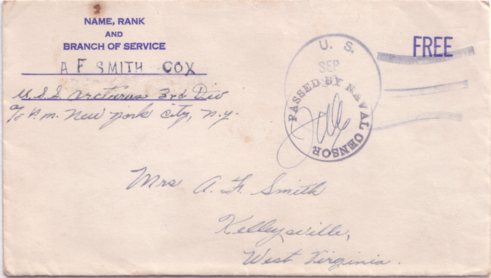 NAME, RANK
AND
BRANCH OF SERVICE
A F SMITH COX
U.S.S. Arcturus 3rd Div
c/o P.m. New york City, N.y.
U. S.
SEP
PASSED BY NAVAL CENSOR
FREE
Mrs A. F. Smith
Kelleysville,
West Virginia.